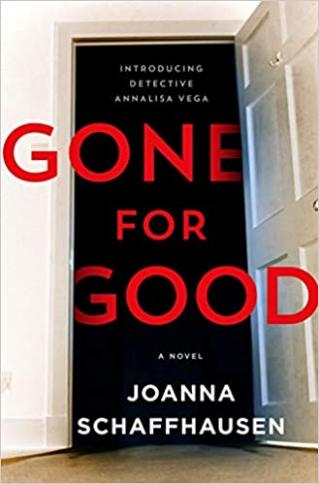 INTRODUCING
DETECTIVE
ANNALISA VEGA
GONE
FOR
GOOD
A NOVEL
JOANNA
SCHAFFHAUSEN